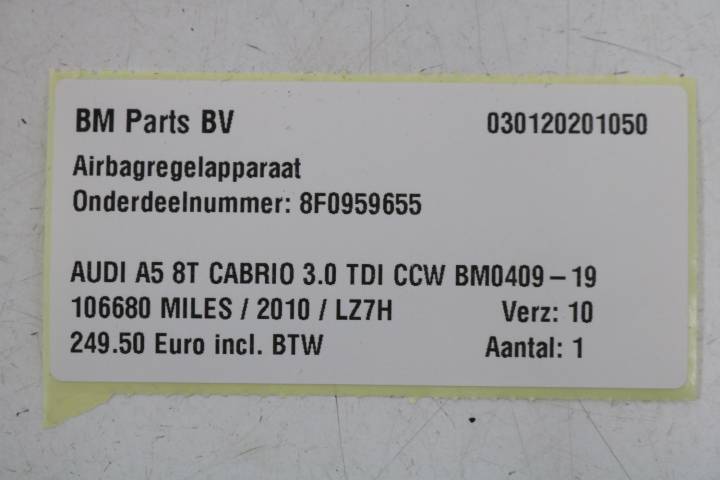 BM Parts BV 030120201050
Airbagregelapparaat
Onderdeelnummer: 8F0959655
AUDI A5 8T CABRIO 3.0 TDI CCW BM0409-19
106680 MILES / 2010 / LZ7H Verz: 10
249.50 Euro incl. BTW Aantal: 1